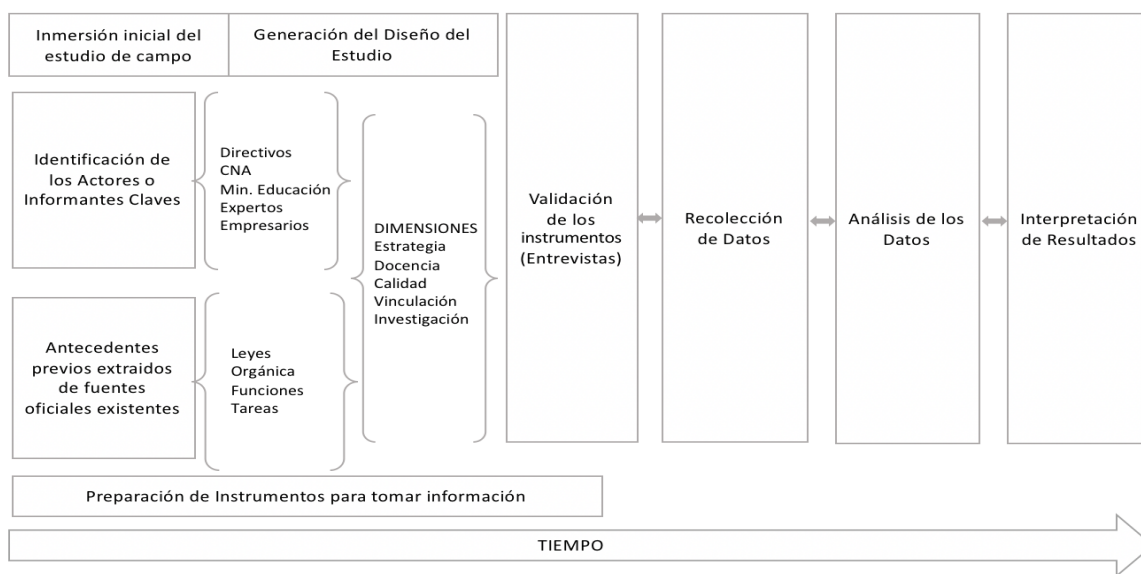 Inmersión inicial del
estudio de campo
Generación del Diseño del
Estudio
Identificación de
los Actores o
Informantes Claves
Directivos
CNA
Min. Educación
Expertos
Empresarios
Antecedentes
previos extraidos
de fuentes
oficiales existentes
Leyes
Orgánica
Funciones
Tareas
DIMENSIONES
Estrategia
Docencia
Calidad
Vinculación
Investigación
Validación
de los
instrumentos
(Entrevistas)
Recolección
de Datos
Análisis de los
Datos
Interpretación
de Resultados
Preparación de Instrumentos para tomar información
TIEMPO